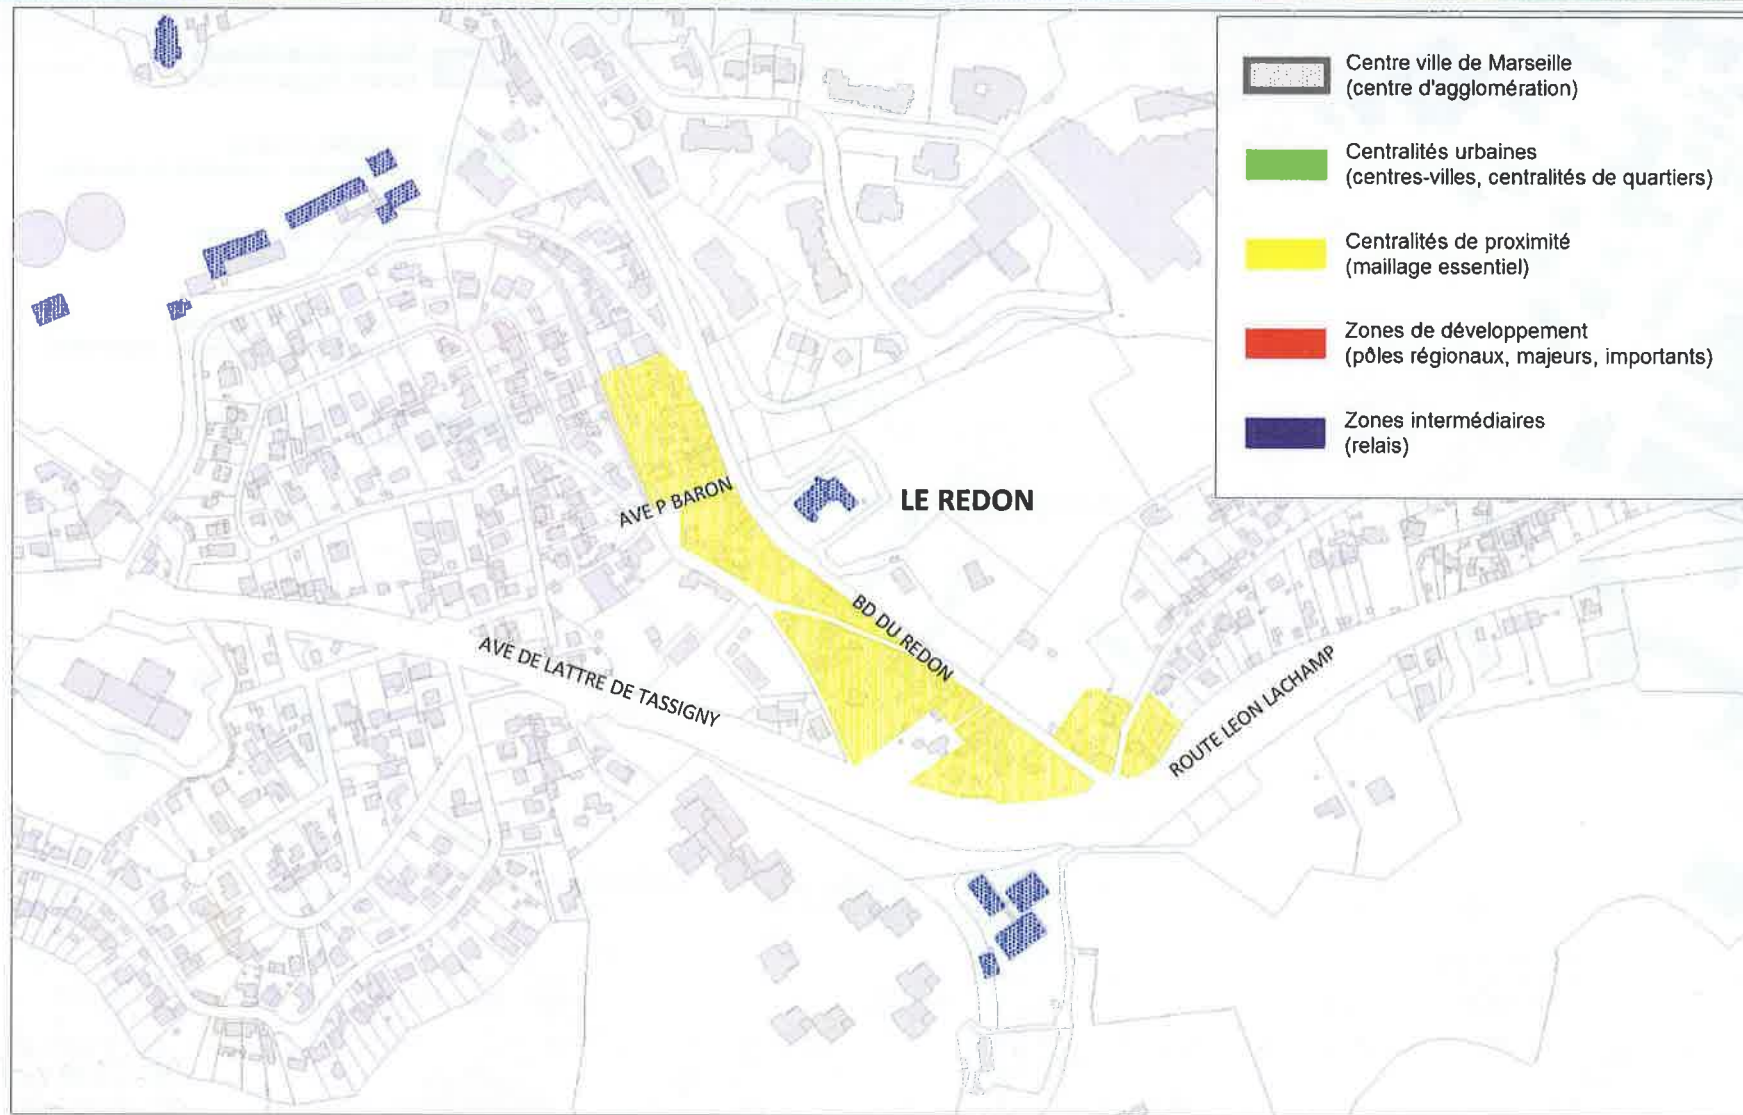 Centre ville de Marseille
(centre d'agglomération)
Centralités urbaines
(centres-villes, centralités de quartiers)
Centralités de proximité
(maillage essentiel)
Zones de développement
(pôles régionaux, majeurs, importants)
Zones intermédiaires
(relais)
LE REDON
AVE P BARON
BD DU REDON
AVE DE LATTRE DE TASSIGNY
ROUTE LEON LACHAMP